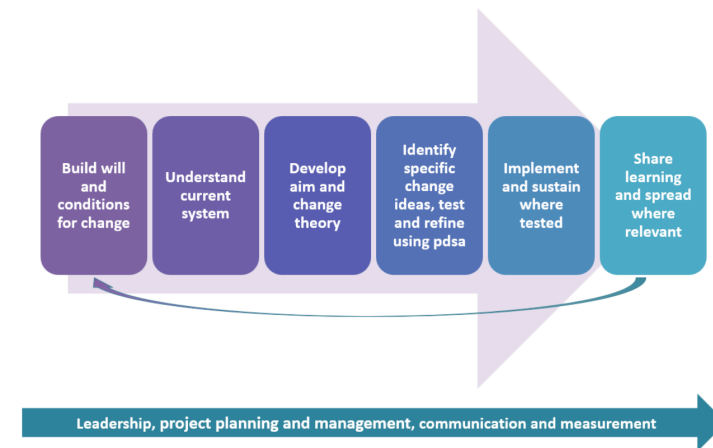 Build will
and
conditions
for change
Understand
current
system
Develop
aim and
change
theory
Identify
specific
change
ideas, test
and refine
using pdsa
Implement
and sustain
where
tested
Share
learning
and spread
where
relevant
Leadership, project planning and management, communication and measurement